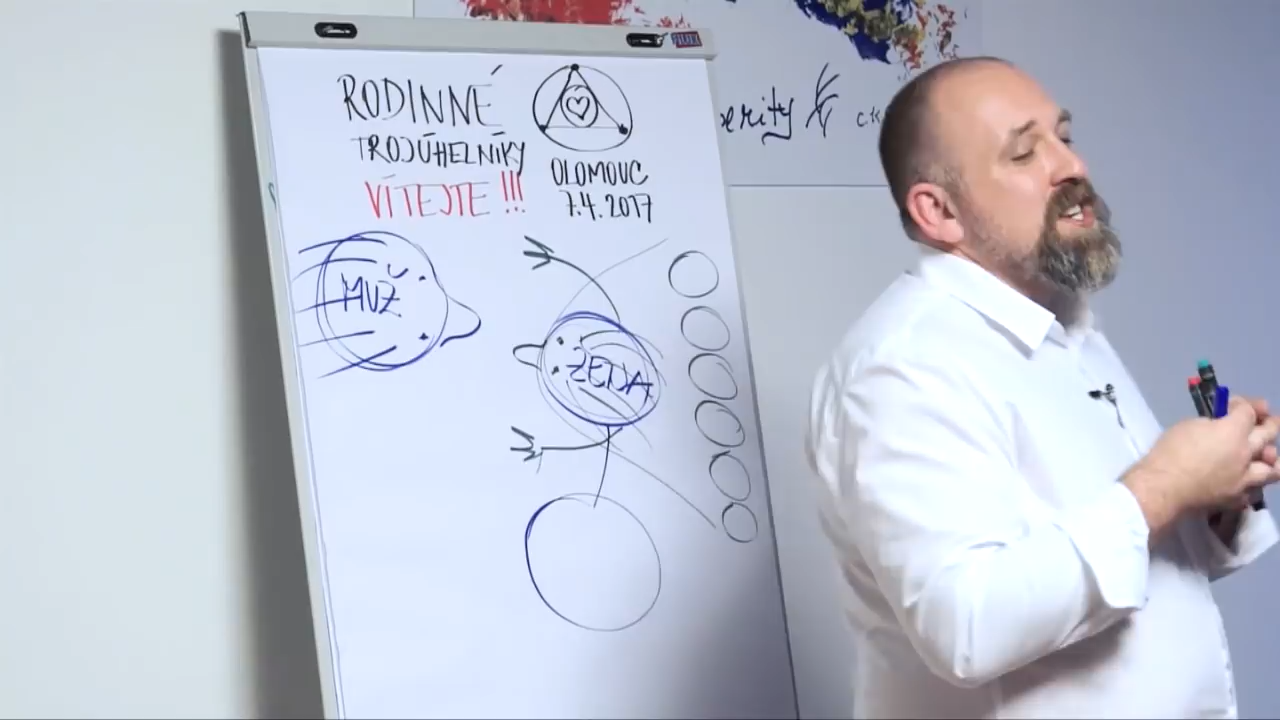 RODINNÉ
TROJÚHELNÍKY
VÍTEJTE!!!
OLOMOUC
7.4.2017
MUŽ
ŽENA
erity